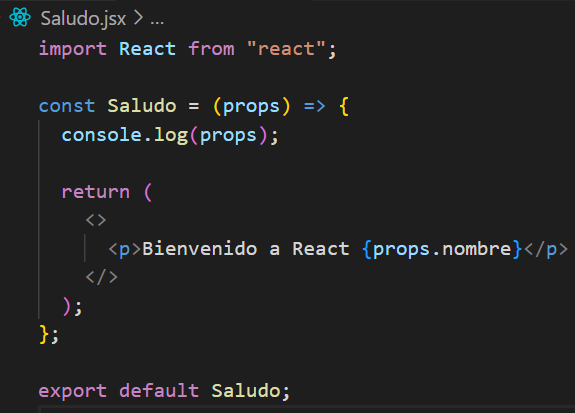 Saludo.jsx > ...
import React from "react";
const Saludo = (props) => {
console.log(props);
return (
<>
<p>Bienvenido a React {props.nombre}</p>
</>
);
};
export default Saludo;